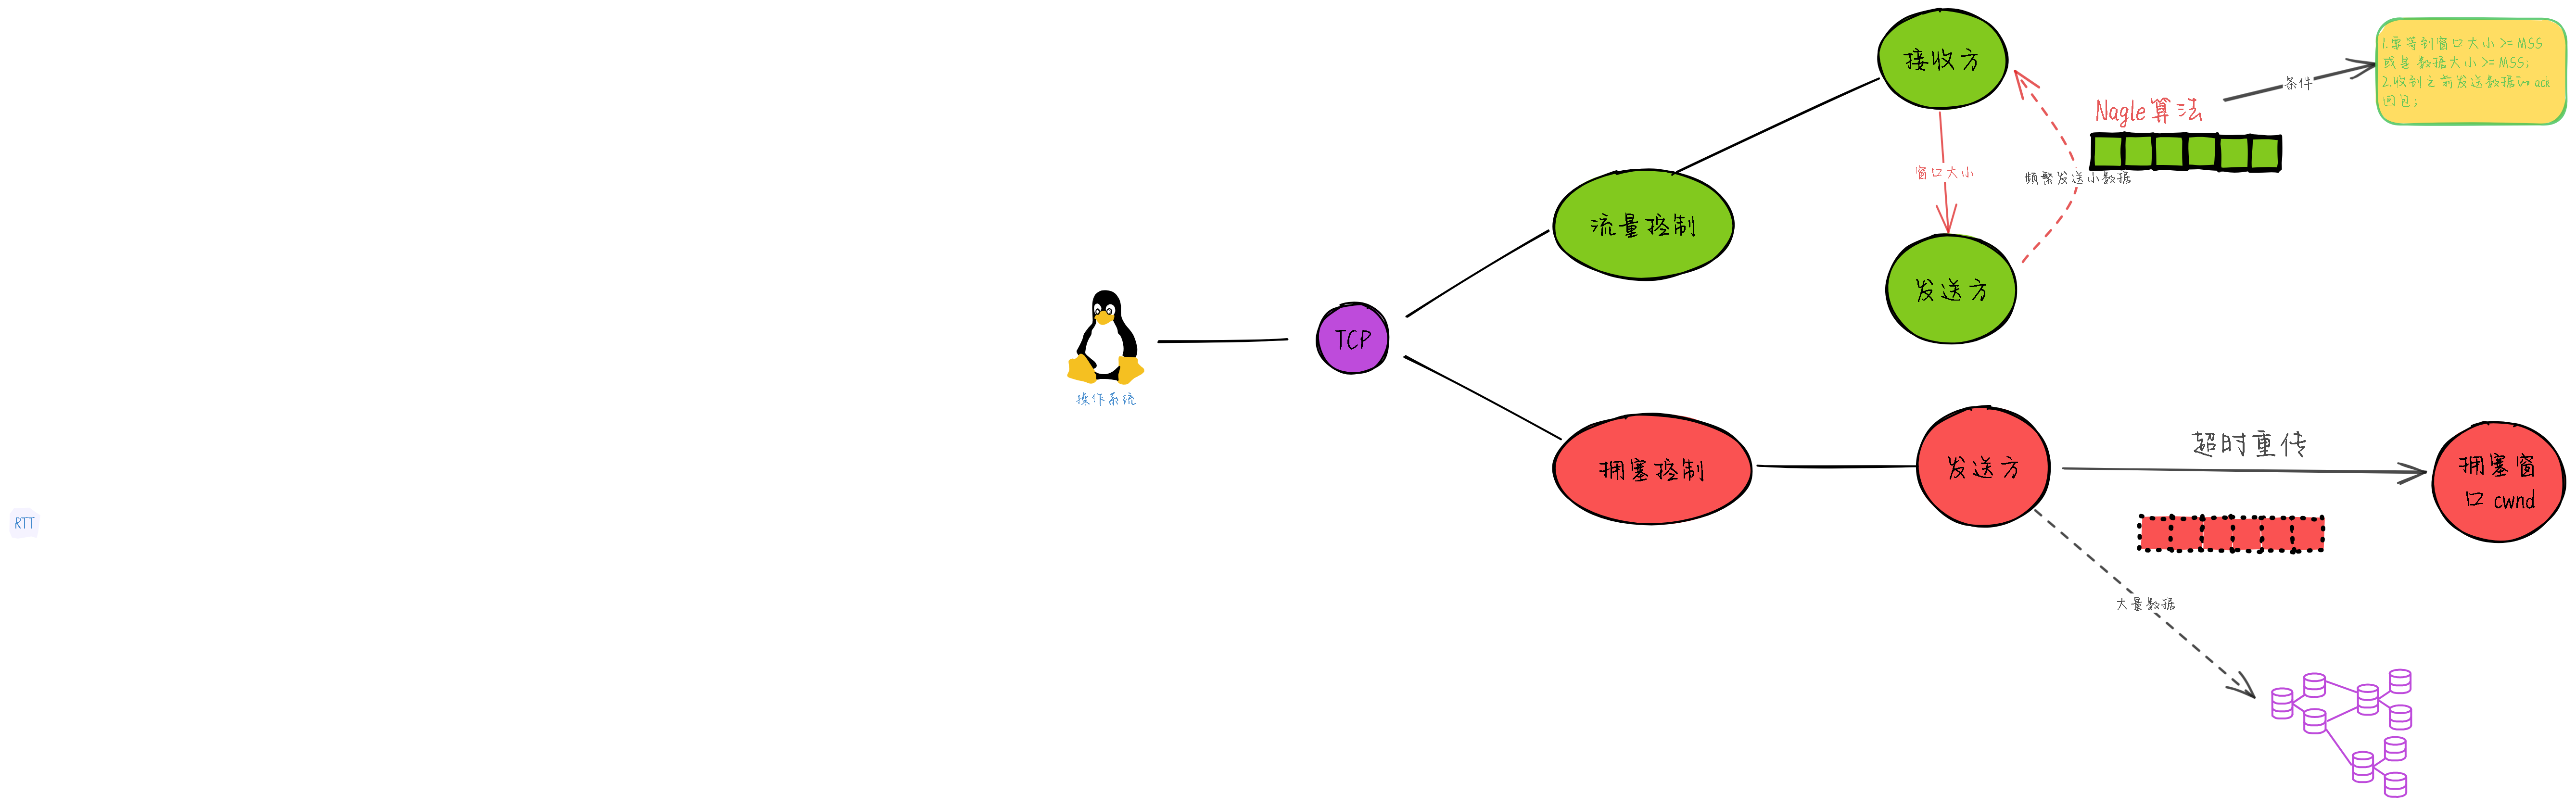 接收方
1.要等到窗口大小 >= MSS
或是 数据大小 >= MSS;
2.收到之前发送数据的 ack
回包;
条件
Nagle算法
窗口大小
频繁发送小数据
流量控制
发送方
TCP
操作系统
超时重传
拥塞控制
发送方
拥塞窗
口 cwnd
RTT
大量数据